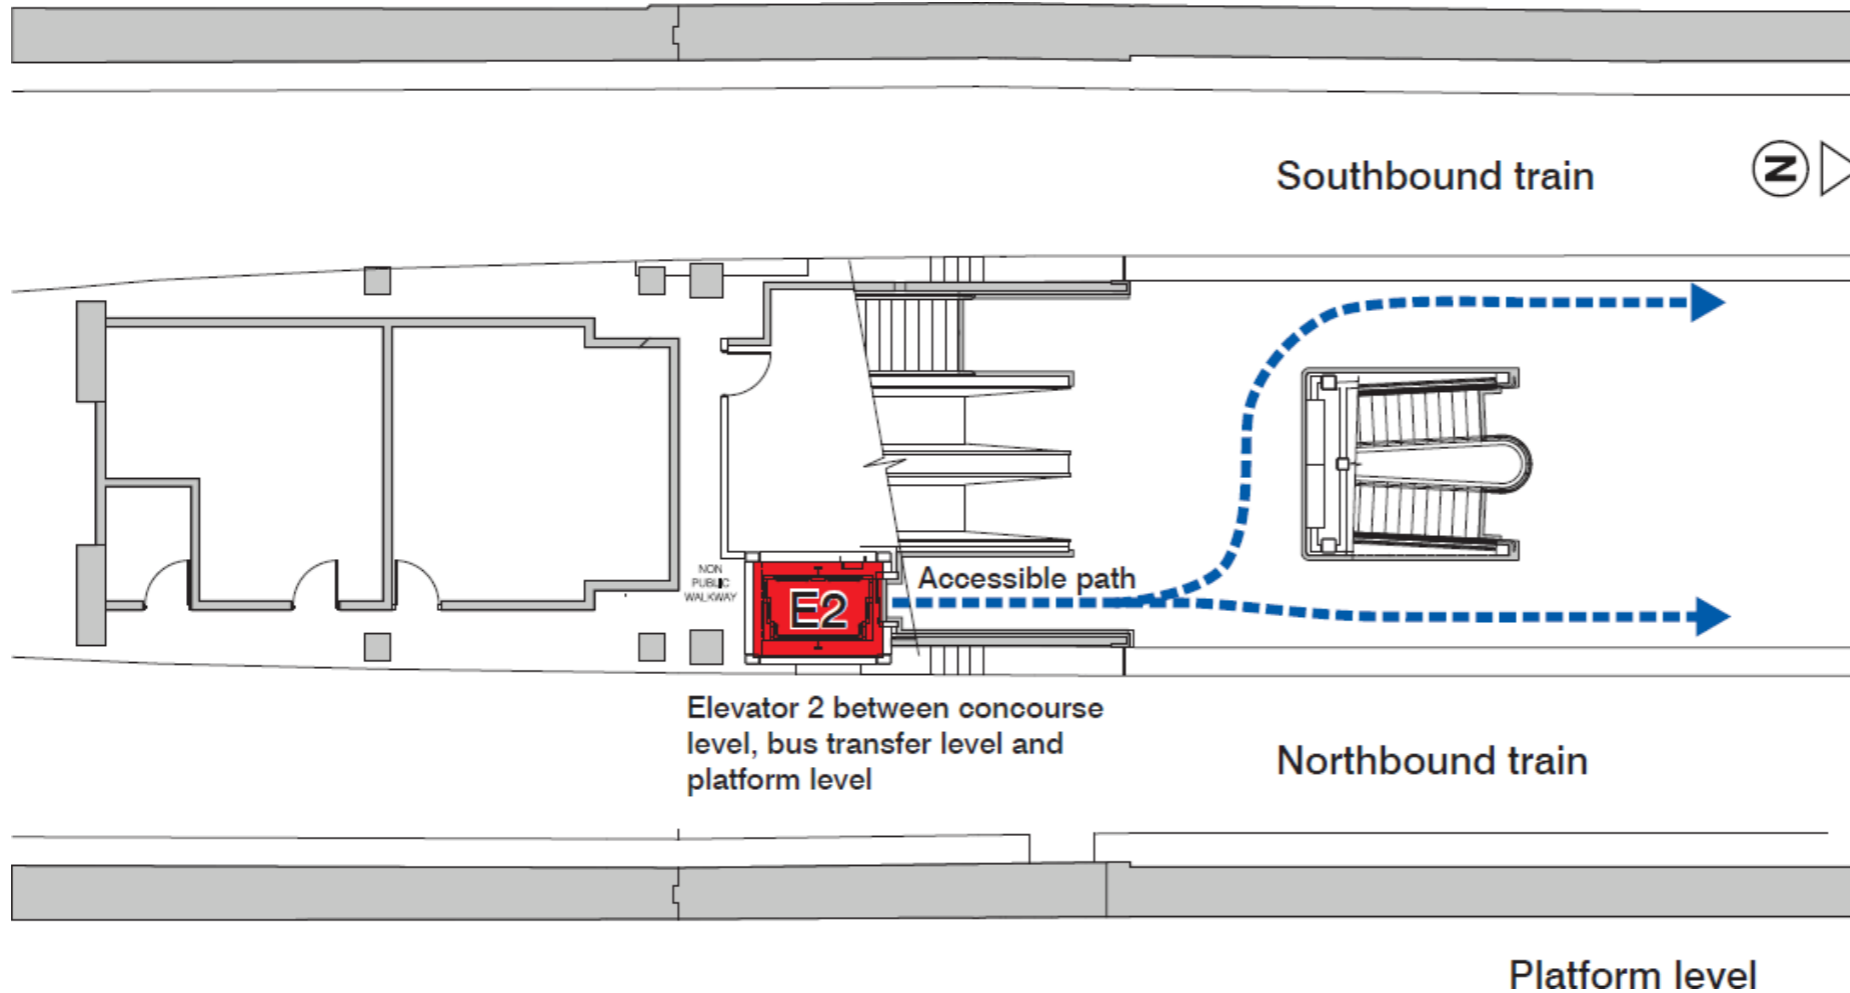 Southbound train
N
NON
PUBLIC
WALKWAY
E2
Accessible path
Elevator 2 between concourse
level, bus transfer level and
platform level
Northbound train
Platform level